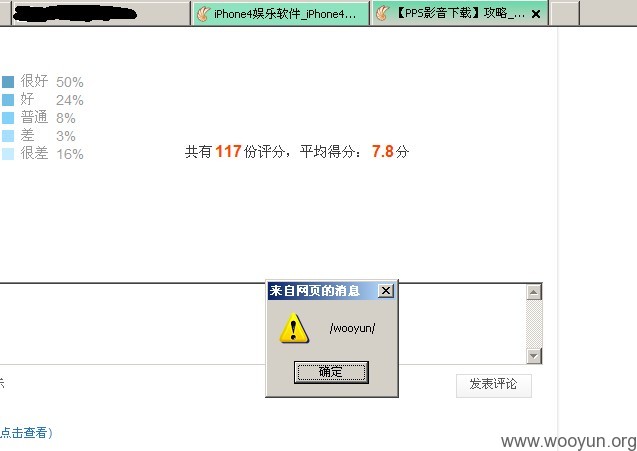 iPhone4娱乐软件_iPhone4...
【PPS影音下载】攻略_...
很好 50%
好 24%
普通 8%
差 3%
很差 16%
共有117份评分，平均得分：7.8分
来自网页的消息
/wooyun/
确定
发表评论
点击查看）
www.wooyun.org